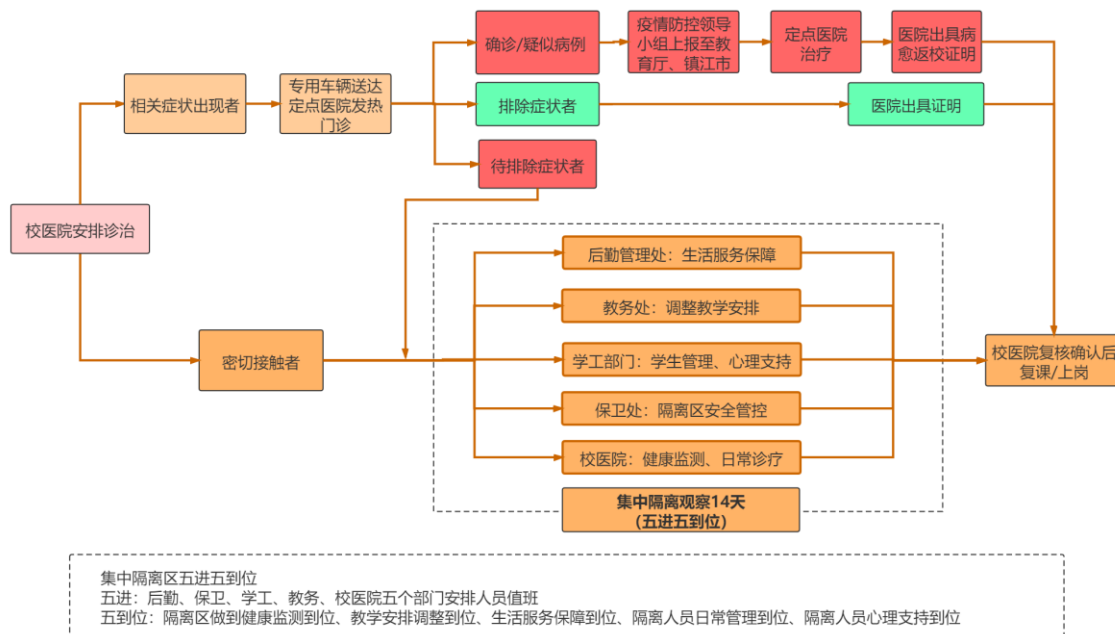 确诊/疑似病例
疫情防控领导
小组上报至教
育厅、镇江市
定点医院
治疗
医院出具病
愈返校证明
相关症状出现者
专用车辆送达
定点医院发热
门诊
排除症状者
医院出具证明
待排除症状者
校医院安排诊治
后勤管理处：生活服务保障
教务处：调整教学安排
密切接触者
学工部门：学生管理、心理支持
校医院复核确认后
复课/上岗
保卫处：隔离区安全管控
校医院：健康监测、日常诊疗
集中隔离观察14天
（五进五到位）
集中隔离区五进五到位
五进：后勤、保卫、学工、教务、校医院五个部门安排人员值班
五到位：隔离区做到健康监测到位、教学安排调整到位、生活服务保障到位、隔离人员日常管理到位、隔离人员心理支持到位